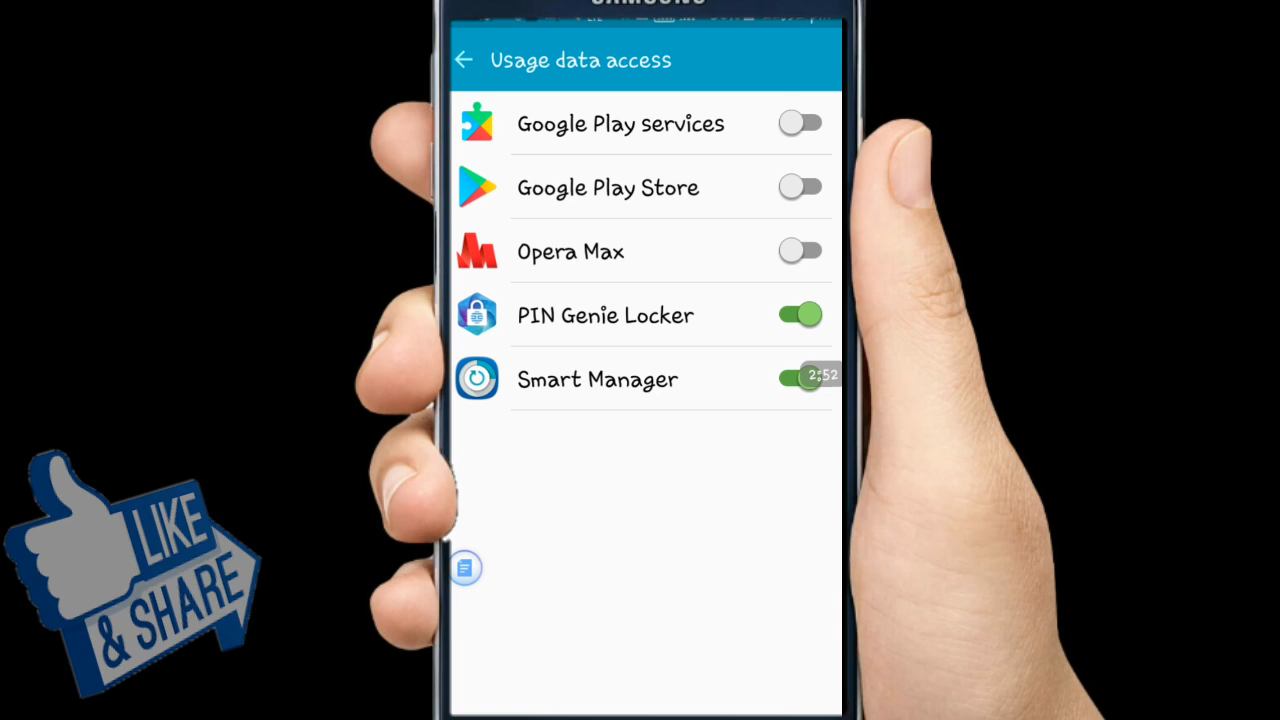 SAMSUNG
Usage data access
Google Play services
Google Play Store
Opera Max
PIN Genie Locker
Smart Manager
2:52
LIKE
& SHARE